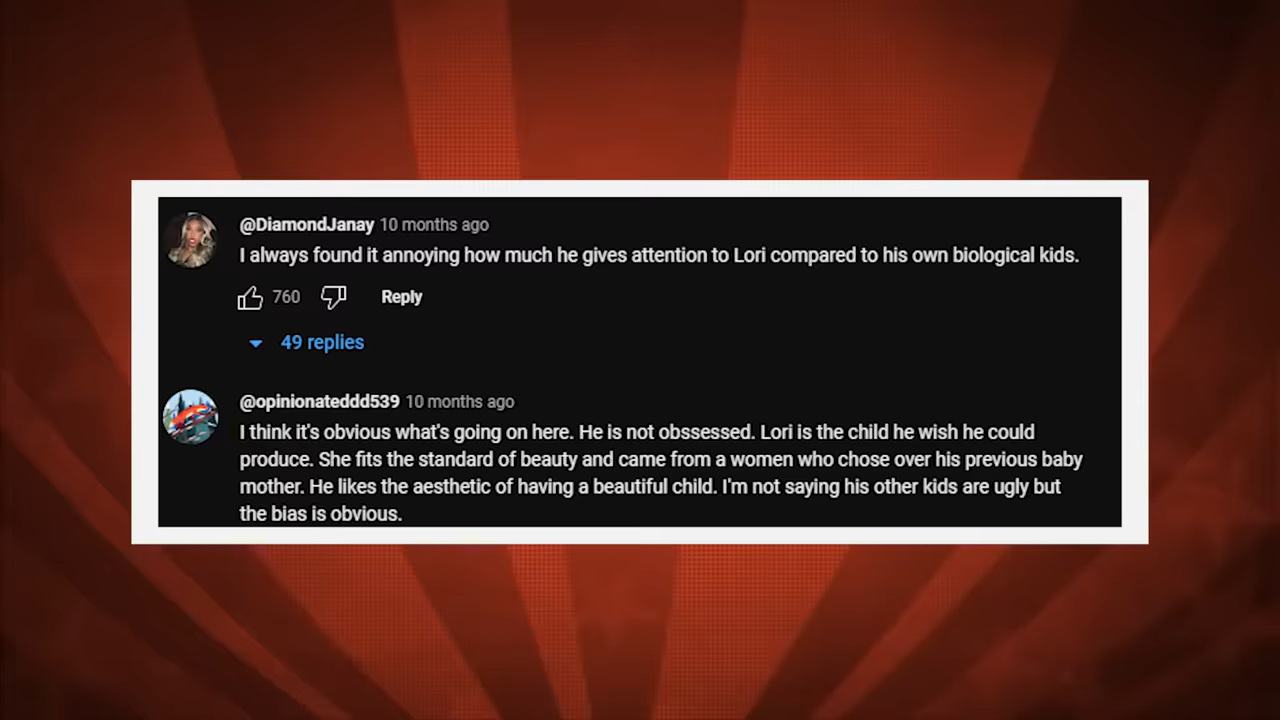 @DiamondJanay 10 months ago
I always found it annoying how much he gives attention to Lori compared to his own biological kids.
760 Reply
49 replies
@opinionateddd539 10 months ago
I think it's obvious what's going on here. He is not obssessed. Lori is the child he wish he could
produce. She fits the standard of beauty and came from a women who chose over his previous baby
mother. He likes the aesthetic of having a beautiful child. I'm not saying his other kids are ugly but
the bias is obvious.